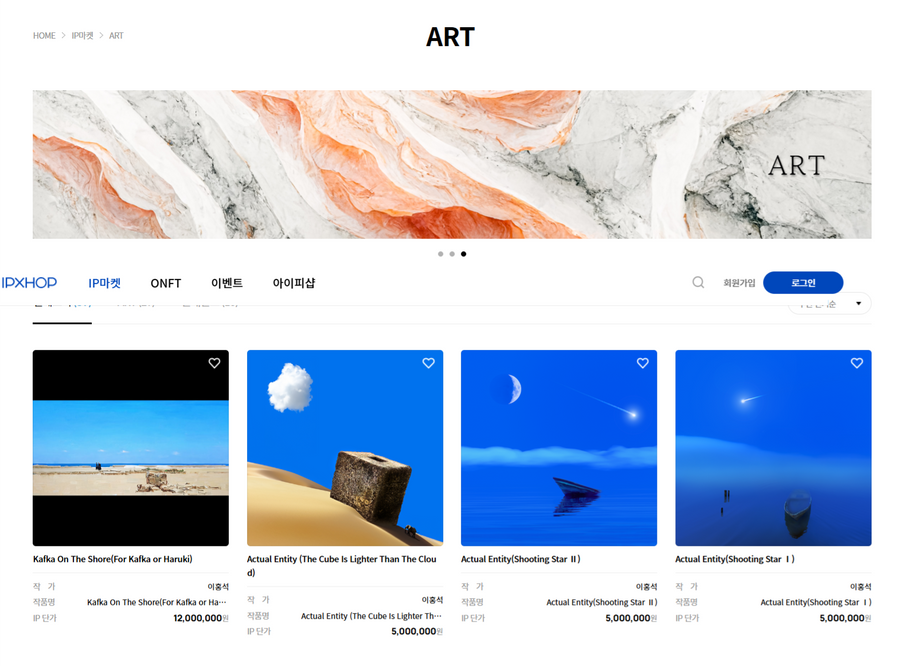 HOME > IP마켓 > ART
ART
ART
IPXHOP IP마켓 ONFT 이벤트 아이피샵 회원가입 로그인
Kafka On The Shore(For Kafka or Haruki)
작 가 이홍석
작품명 Kafka On The Shore(For Kafka or Ha···
IP 단가 12,000,000원
Actual Entity (The Cube Is Lighter Than The Clou
d)
작 가 이홍석
작품명 Actual Entity (The Cube Is Lighter Th···
IP 단가 5,000,000원
Actual Entity(Shooting Star Ⅱ)
작 가 이홍석
작품명 Actual Entity(Shooting Star Ⅱ)
IP 단가 5,000,000원
Actual Entity(Shooting Star Ⅰ)
작 가 이홍석
작품명 Actual Entity(Shooting Star Ⅰ)
IP 단가 5,000,000원